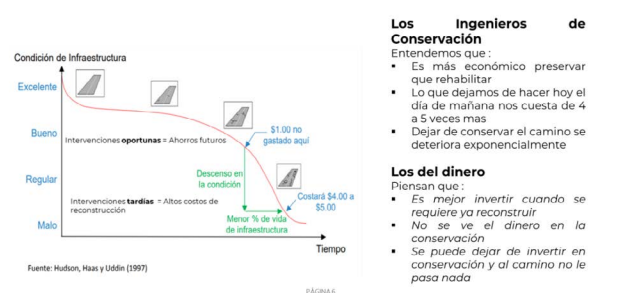 Condición de Infraestructura
Excelente
Bueno
Regular
Malo
Intervenciones oportunas = Ahorros futuros
Intervenciones tardías = Altos costos de
reconstrucción
$1.00 no
gastado aquí
Descenso en
la condición
Costará $4.00 a
$5.00
Menor % de vida
de infraestructura
Tiempo
Fuente: Hudson, Haas y Uddin (1997)
Los Ingenieros de
Conservación
Entendemos que :
▪ Es más económico preservar
que rehabilitar
▪ Lo que dejamos de hacer hoy el
día de mañana nos cuesta de 4
a 5 veces mas
▪ Dejar de conservar el camino se
deteriora exponencialmente
Los del dinero
Piensan que :
▪ Es mejor invertir cuando se
requiere ya reconstruir
▪ No se ve el dinero en la
conservación
▪ Se puede dejar de invertir en
conservación y al camino no le
pasa nada
PÁGINA 6